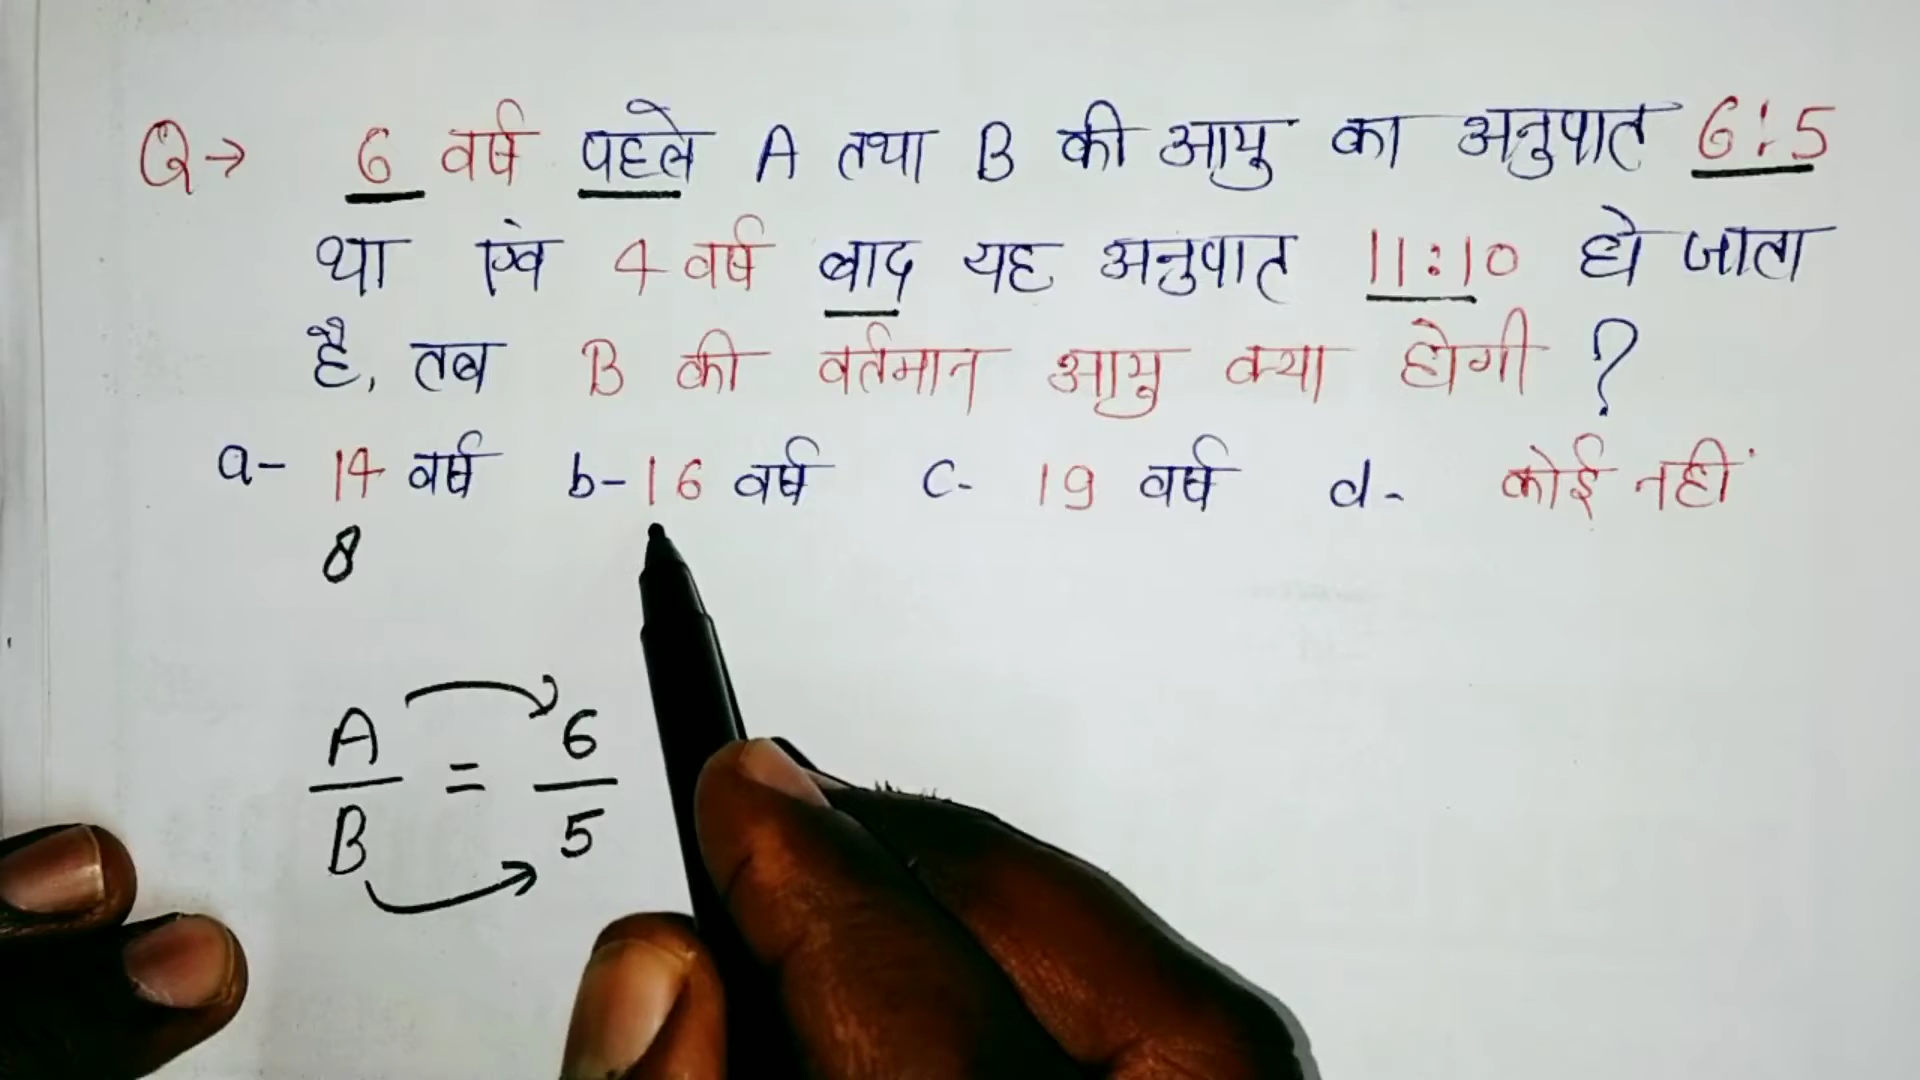 Q→ 6 वर्ष पहले A तथा B की आयु का अनुपात 6:5
था एवं 4 वर्ष बाद यह अनुपात 11:10 हो जाता
है, तब B की वर्तमान आयु क्या होगी ?
a- 14 वर्ष b- 16 वर्ष c- 19 वर्ष d- कोई नहीं
8
A/B = 6/5